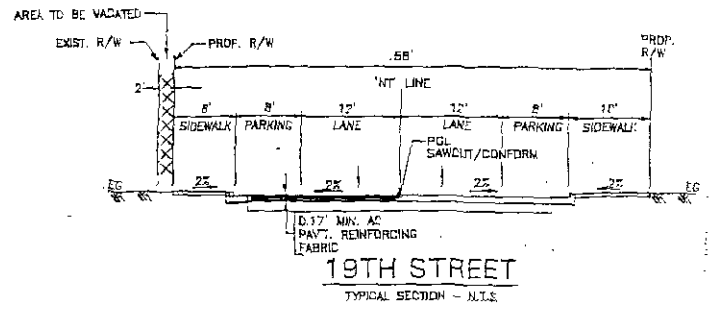 AREA TO BE VACATED
EXIST. R/W
PROP. R/W
PROP.
R/W
.58'
2'
'NT' LINE
8'
8'
12'
12'
8'
10'
SIDEWALK
PARKING
LANE
LANE
PARKING
SIDEWALK
PGL
SAWCUT/CONFORM
EG
2%
2%
2%
2%
EG
0.17' MIN. AC
PAVT. REINFORCING
FABRIC
19TH STREET
TYPICAL SECTION - N.T.S.